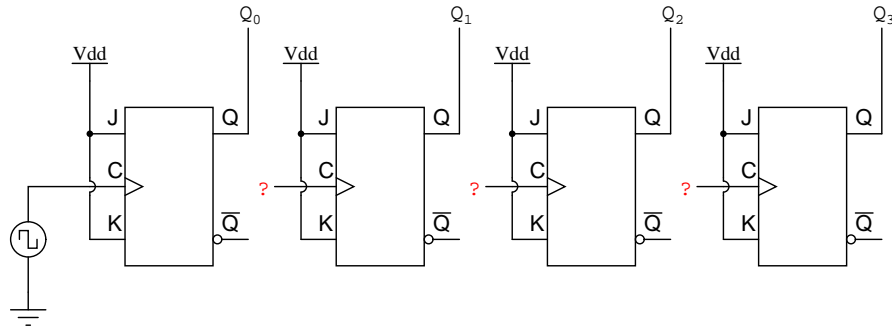 Q₀ Q₁ Q₂ Q₃
Vdd Vdd Vdd Vdd
J Q J Q J Q J Q
C ? C ? C ? C
K Q̅ K Q̅ K Q̅ K Q̅